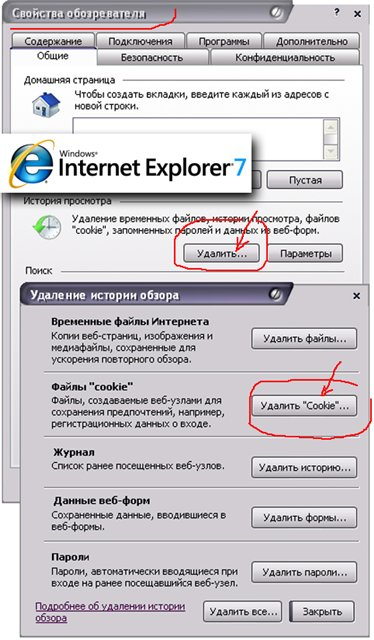 Свойства обозревателя
Содержание Подключения Программы Дополнительно
Общие Безопасность Конфиденциальность
Домашняя страница
Чтобы создать вкладки, введите каждый из адресов с
новой строки.
Windows®
Internet Explorer 7
Пустая
История просмотра
Удаление временных файлов, истории просмотра, файлов
"cookie", запомненных паролей и данных из веб-форм.
Удалить... Параметры
Поиск
Удаление истории обзора
Временные файлы Интернета
Копии веб-страниц, изображения и
медиафайлы, сохраненные для
ускорения повторного обзора.
Удалить файлы...
Файлы "cookie"
Файлы, создаваемые веб-узлами для
сохранения предпочтений, например,
регистрационных данных о входе.
Удалить "Cookie"...
Журнал
Список ранее посещенных веб-узлов.
Удалить историю...
Данные веб-форм
Сохраненные данные, вводившиеся в
веб-формы.
Удалить формы...
Пароли
Пароли, автоматически вводящиеся при
входе на ранее посещавшийся веб-узел.
Удалить пароли...
Подробнее об удалении истории
обзора
Удалить все... Закрыть